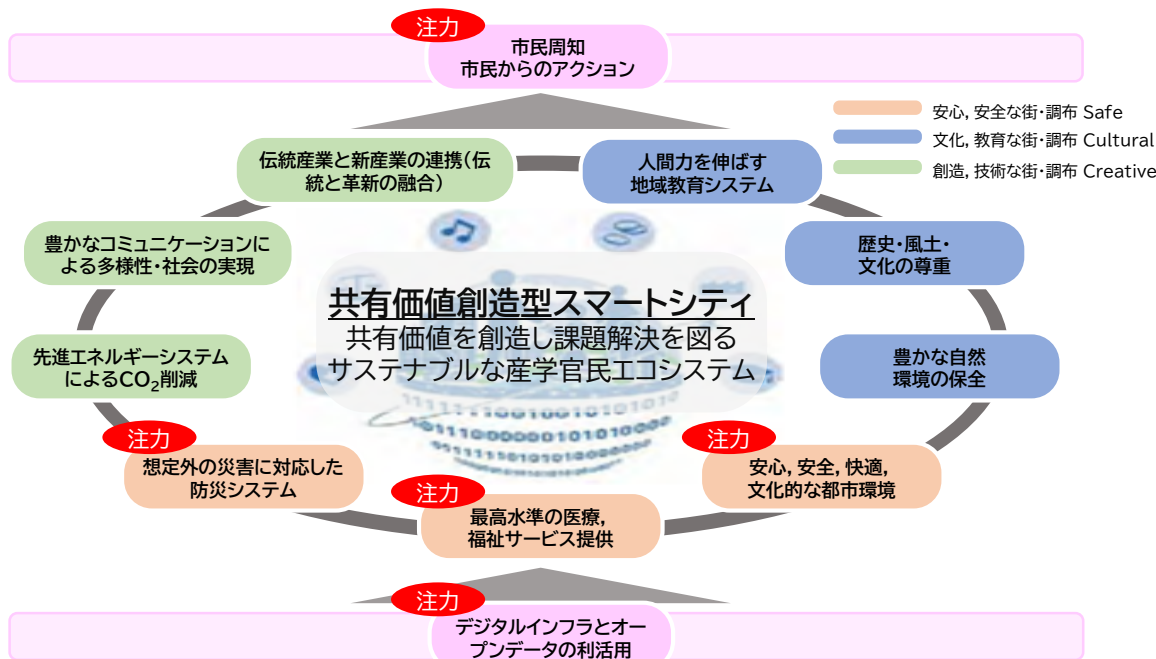 注力
市民周知
市民からのアクション
安心, 安全な街・調布 Safe
文化, 教育な街・調布 Cultural
創造, 技術な街・調布 Creative
伝統産業と新産業の連携(伝
統と革新の融合)
人間力を伸ばす
地域教育システム
豊かなコミュニケーションに
よる多様性・社会の実現
歴史・風土・
文化の尊重
共有価値創造型スマートシティ
共有価値を創造し課題解決を図る
サステナブルな産学官民エコシステム
先進エネルギーシステム
によるCO₂削減
豊かな自然
環境の保全
注力
想定外の災害に対応した
防災システム
注力
安心, 安全, 快適,
文化的な都市環境
注力
最高水準の医療,
福祉サービス提供
注力
デジタルインフラとオー
プンデータの利活用